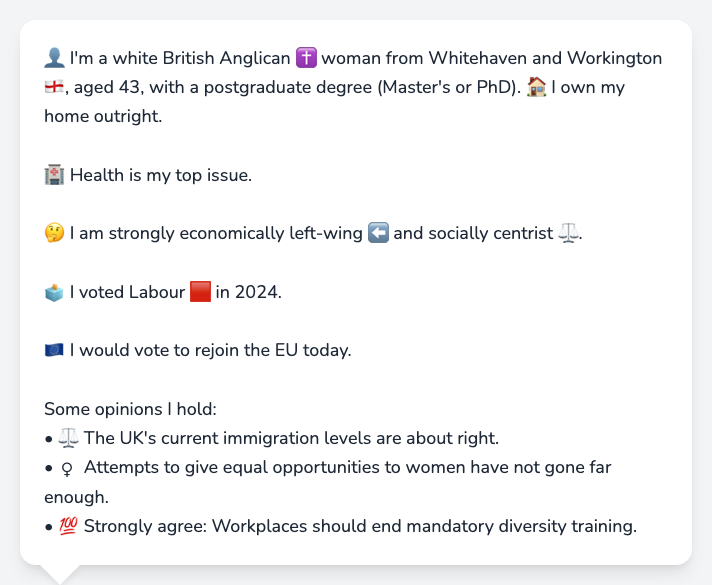 👤 I'm a white British Anglican ✝️ woman from Whitehaven and Workington
🏴󠁧󠁢󠁥󠁮󠁧󠁿, aged 43, with a postgraduate degree (Master's or PhD). 🏠 I own my
home outright.
🏥 Health is my top issue.
🤔 I am strongly economically left-wing ⬅️ and socially centrist ⚖️.
🗳️ I voted Labour 🟥 in 2024.
🇪🇺 I would vote to rejoin the EU today.
Some opinions I hold:
• ⚖️ The UK's current immigration levels are about right.
• ♀ Attempts to give equal opportunities to women have not gone far
enough.
• 💯 Strongly agree: Workplaces should end mandatory diversity training.